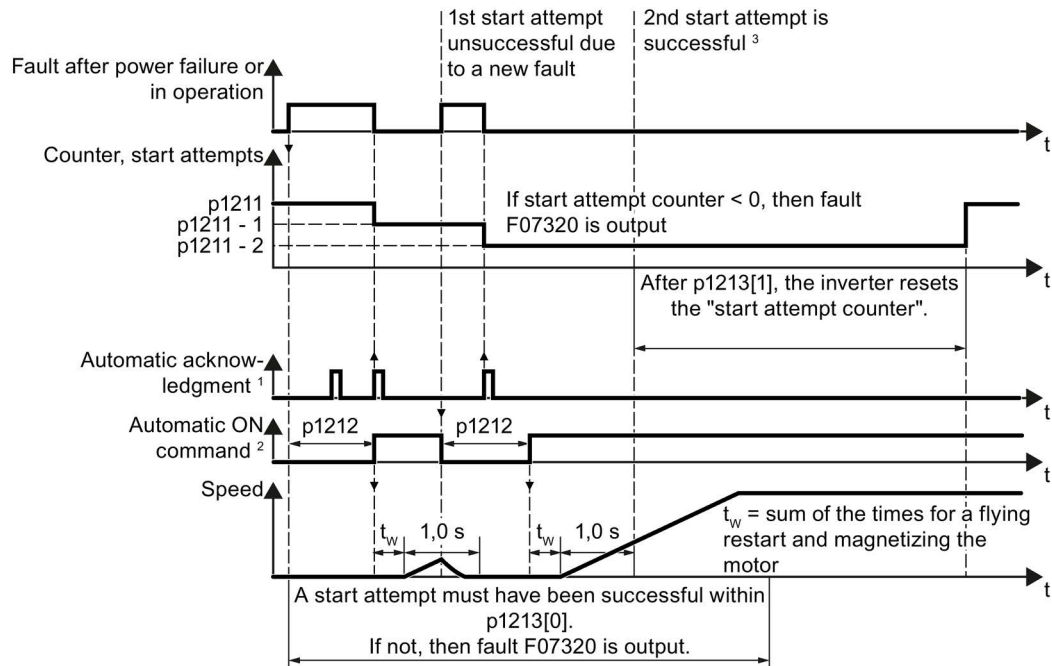 1st start attempt
unsuccessful due
to a new fault
2nd start attempt is
successful ³
Fault after power failure or
in operation
t
Counter, start attempts
p1211
p1211 - 1
p1211 - 2
If start attempt counter < 0, then fault
F07320 is output
t
After p1213[1], the inverter resets
the "start attempt counter".
Automatic acknow-
ledgment ¹
t
Automatic ON
command ²
p1212
p1212
t
Speed
t_w
1,0 s
t_w
1,0 s
t_w = sum of the times for a flying
restart and magnetizing the
motor
t
A start attempt must have been successful within
p1213[0].
If not, then fault F07320 is output.